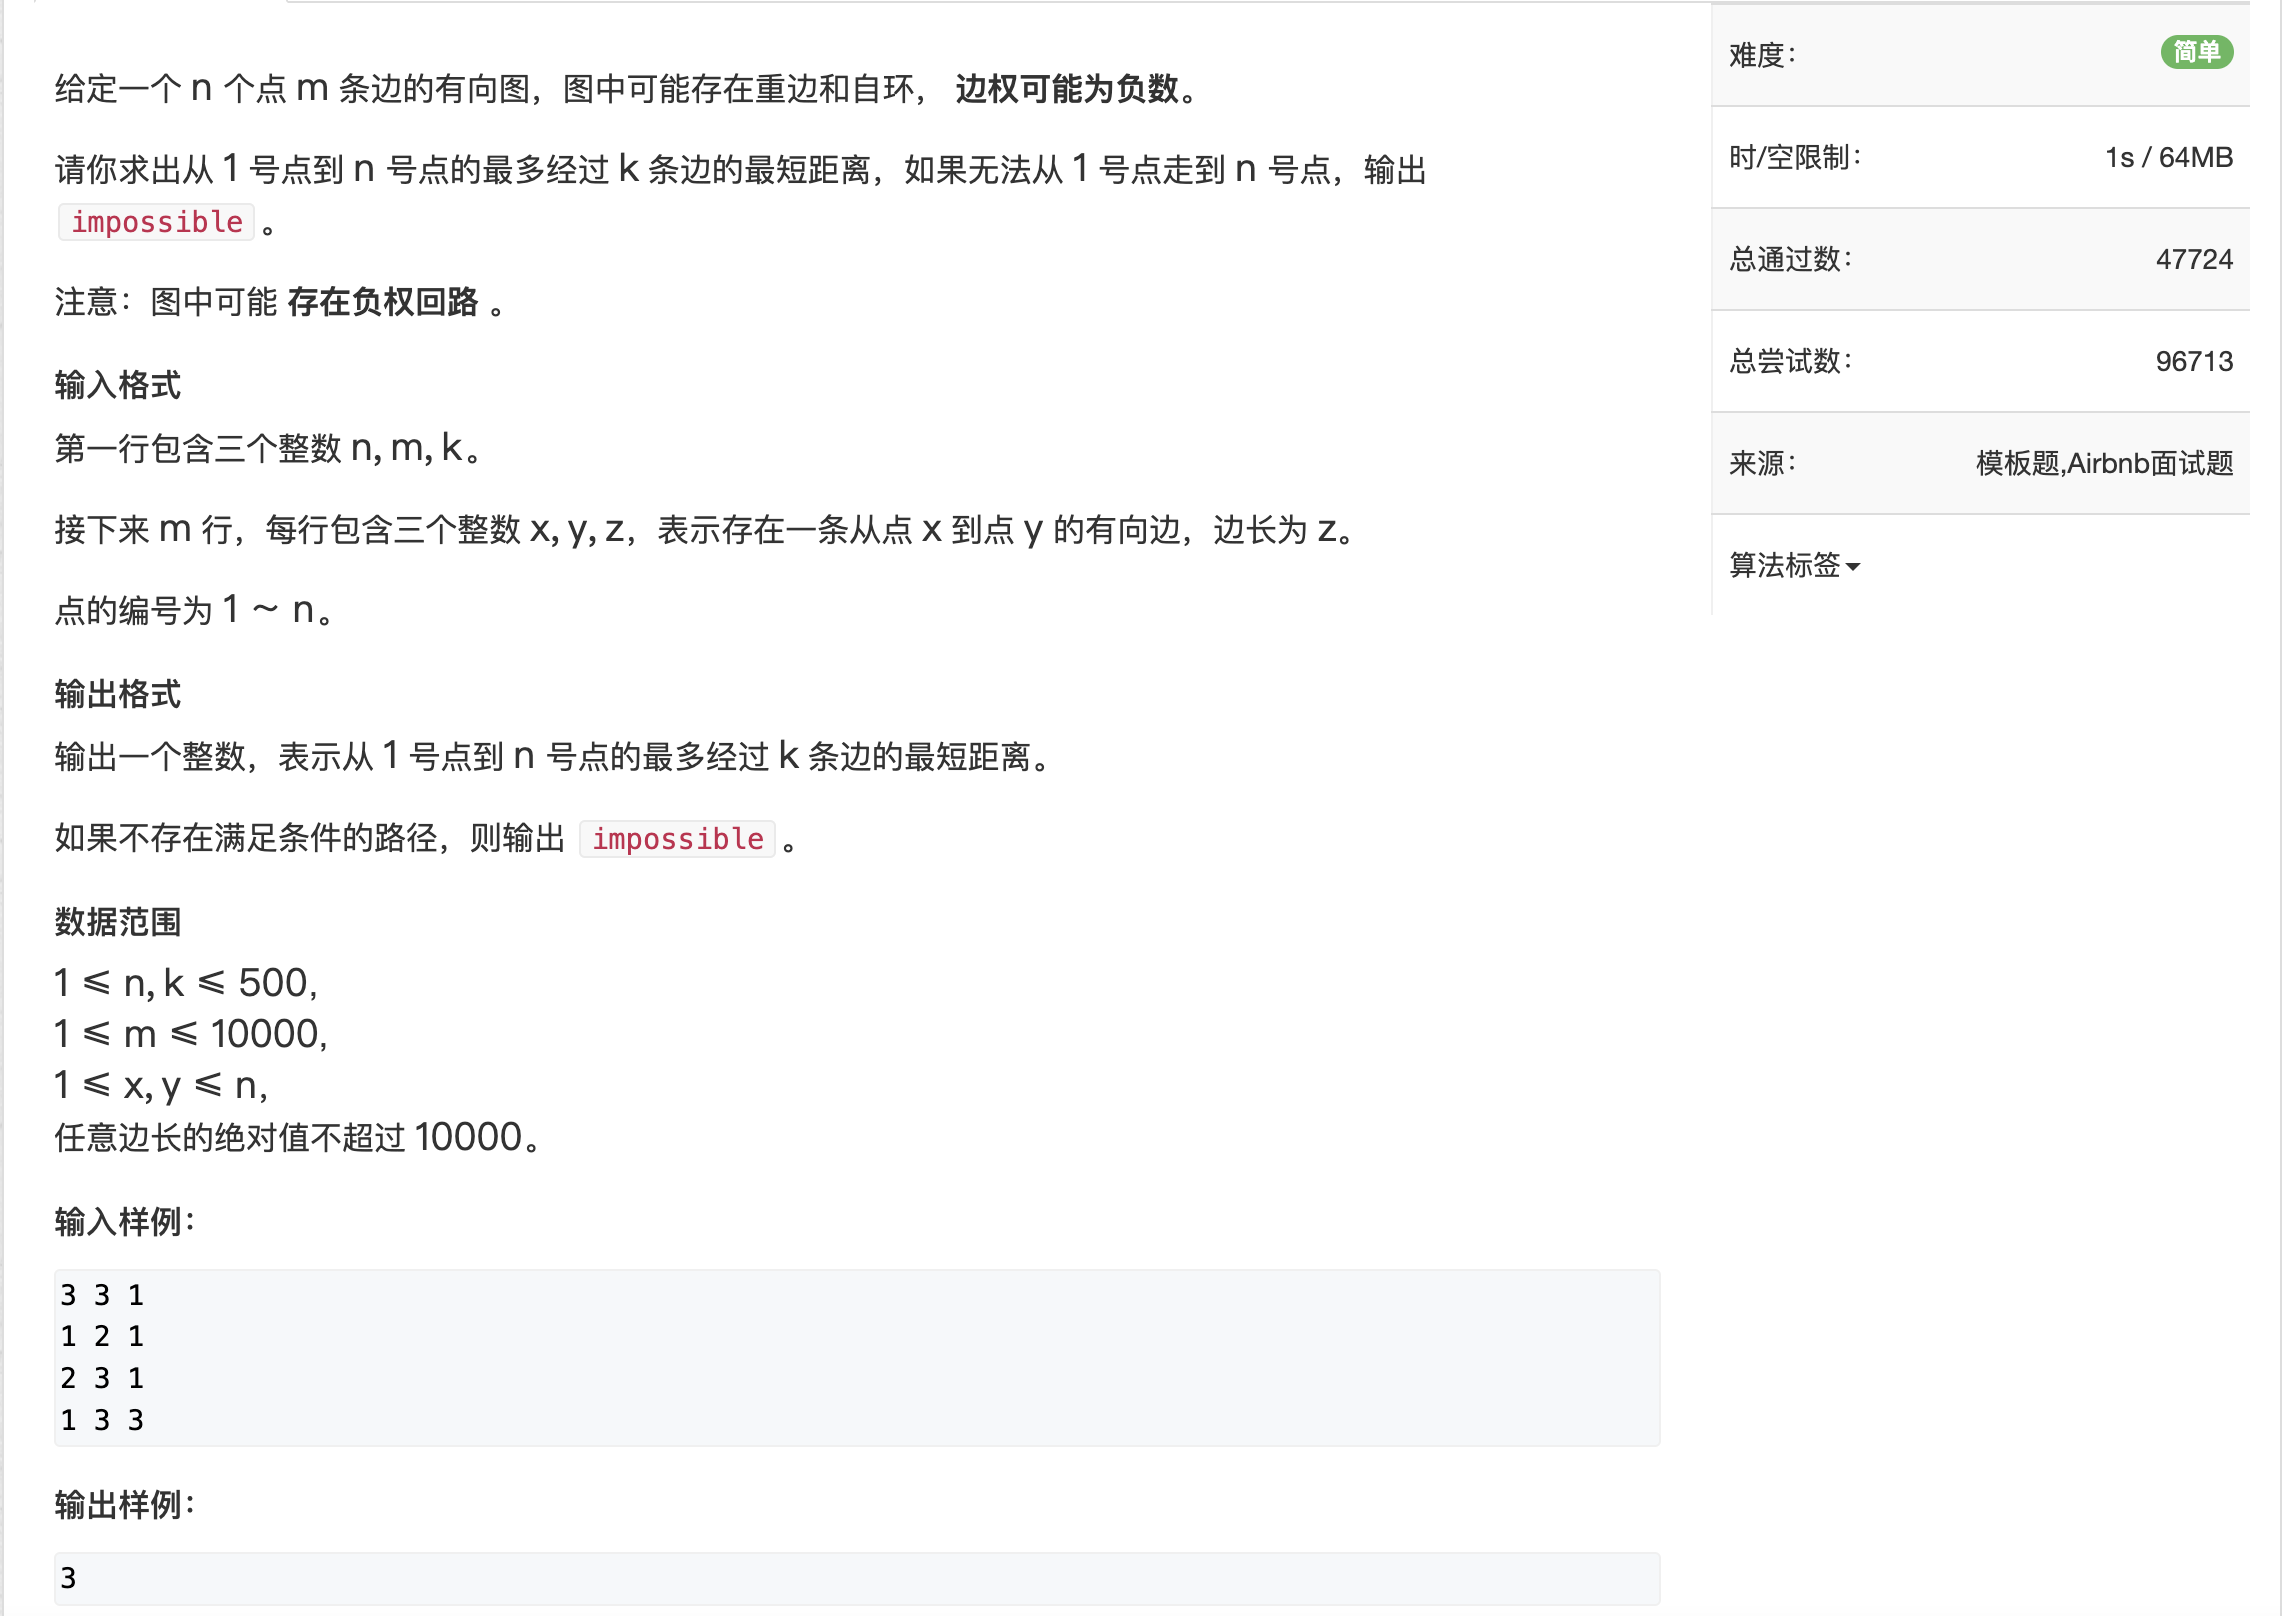 给定一个 n 个点 m 条边的有向图，图中可能存在重边和自环， 边权可能为负数。
请你求出从 1 号点到 n 号点的最多经过 k 条边的最短距离，如果无法从 1 号点走到 n 号点，输出
impossible 。
注意：图中可能 存在负权回路 。
输入格式
第一行包含三个整数 n, m, k。
接下来 m 行，每行包含三个整数 x, y, z，表示存在一条从点 x 到点 y 的有向边，边长为 z。
点的编号为 1 ~ n。
输出格式
输出一个整数，表示从 1 号点到 n 号点的最多经过 k 条边的最短距离。
如果不存在满足条件的路径，则输出 impossible 。
数据范围
1 ⩽ n, k ⩽ 500,
1 ⩽ m ⩽ 10000,
1 ⩽ x, y ⩽ n,
任意边长的绝对值不超过 10000。
输入样例：
3 3 1
1 2 1
2 3 1
1 3 3
输出样例：
3
难度： 简单
时/空限制： 1s / 64MB
总通过数： 47724
总尝试数： 96713
来源： 模板题,Airbnb面试题
算法标签